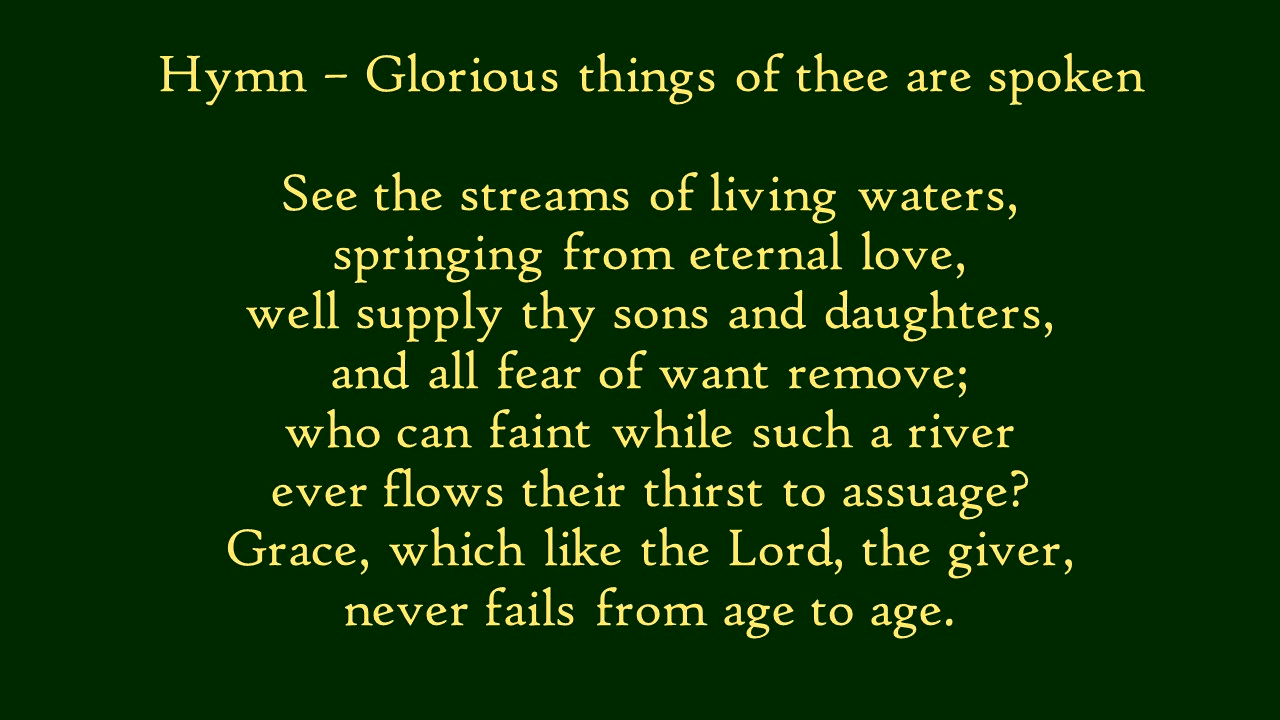 Hymn – Glorious things of thee are spoken
See the streams of living waters,
springing from eternal love,
well supply thy sons and daughters,
and all fear of want remove;
who can faint while such a river
ever flows their thirst to assuage?
Grace, which like the Lord, the giver,
never fails from age to age.